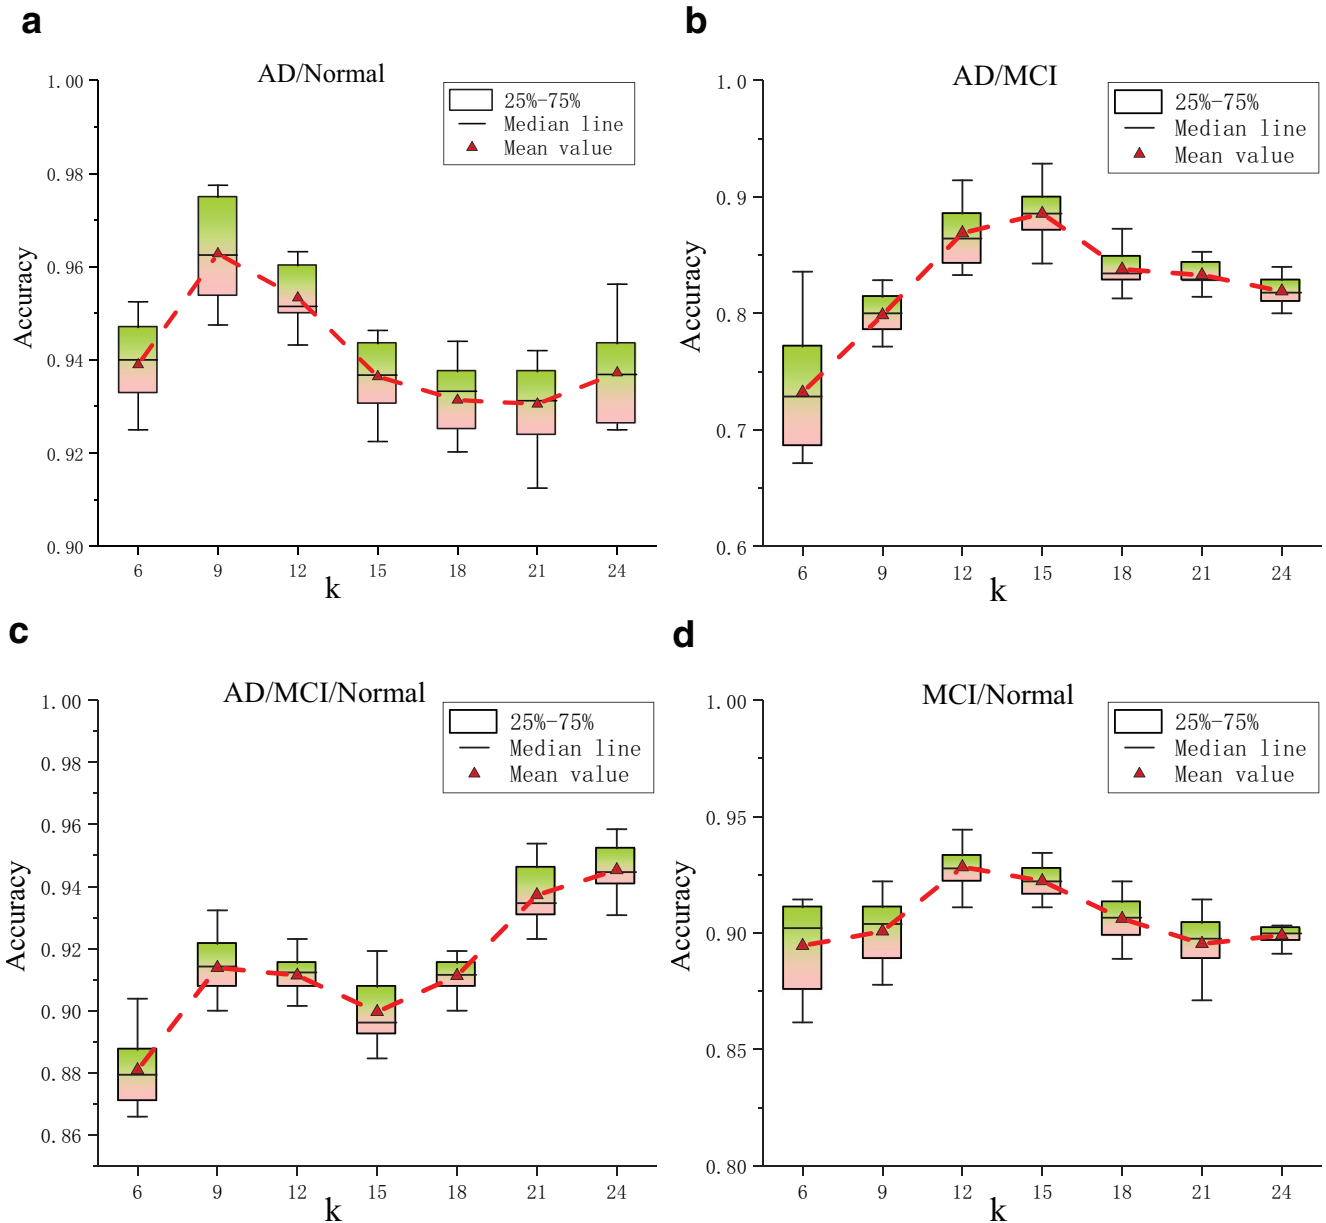 a
AD/Normal
25%-75%
Median line
Mean value
1.00
0.98
0.96
0.94
0.92
0.90
Accuracy
6 9 12 15 18 21 24
k
b
AD/MCI
25%-75%
Median line
Mean value
1.0
0.9
0.8
0.7
0.6
Accuracy
6 9 12 15 18 21 24
k
c
AD/MCI/Normal
25%-75%
Median line
Mean value
1.00
0.98
0.96
0.94
0.92
0.90
0.88
0.86
Accuracy
6 9 12 15 18 21 24
k
d
MCI/Normal
25%-75%
Median line
Mean value
1.00
0.95
0.90
0.85
0.80
Accuracy
6 9 12 15 18 21 24
k